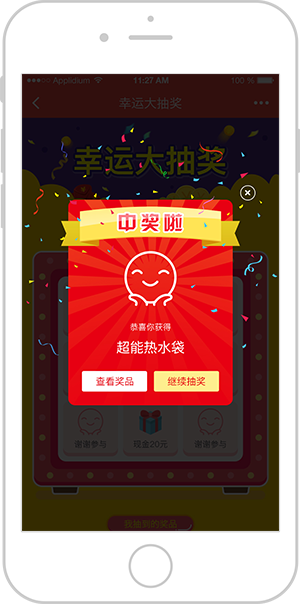 Applidium 11:27 AM 100 %
幸运大抽奖
幸运大抽奖
中奖啦
恭喜你获得
超能热水袋
查看奖品 继续抽奖
谢谢参与 现金20元 谢谢参与
我抽到的奖品